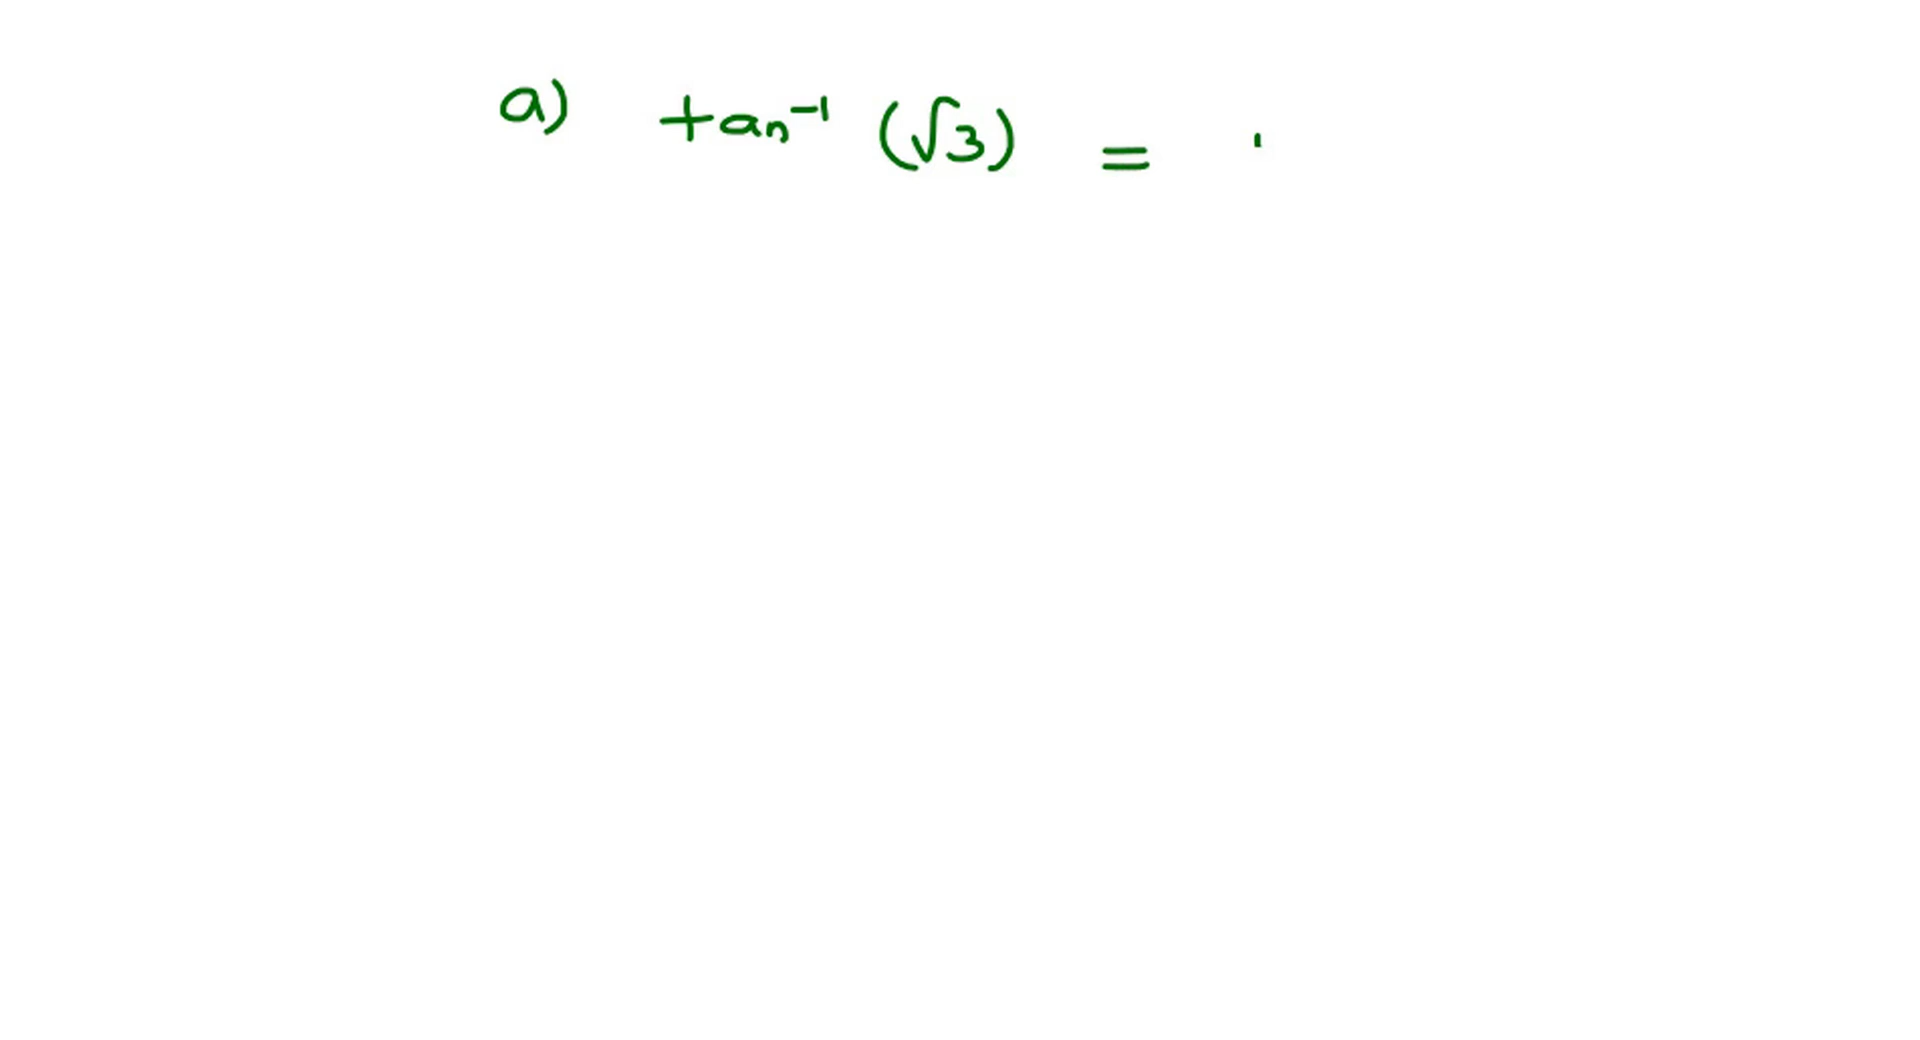 a) tan⁻¹ (√3) =